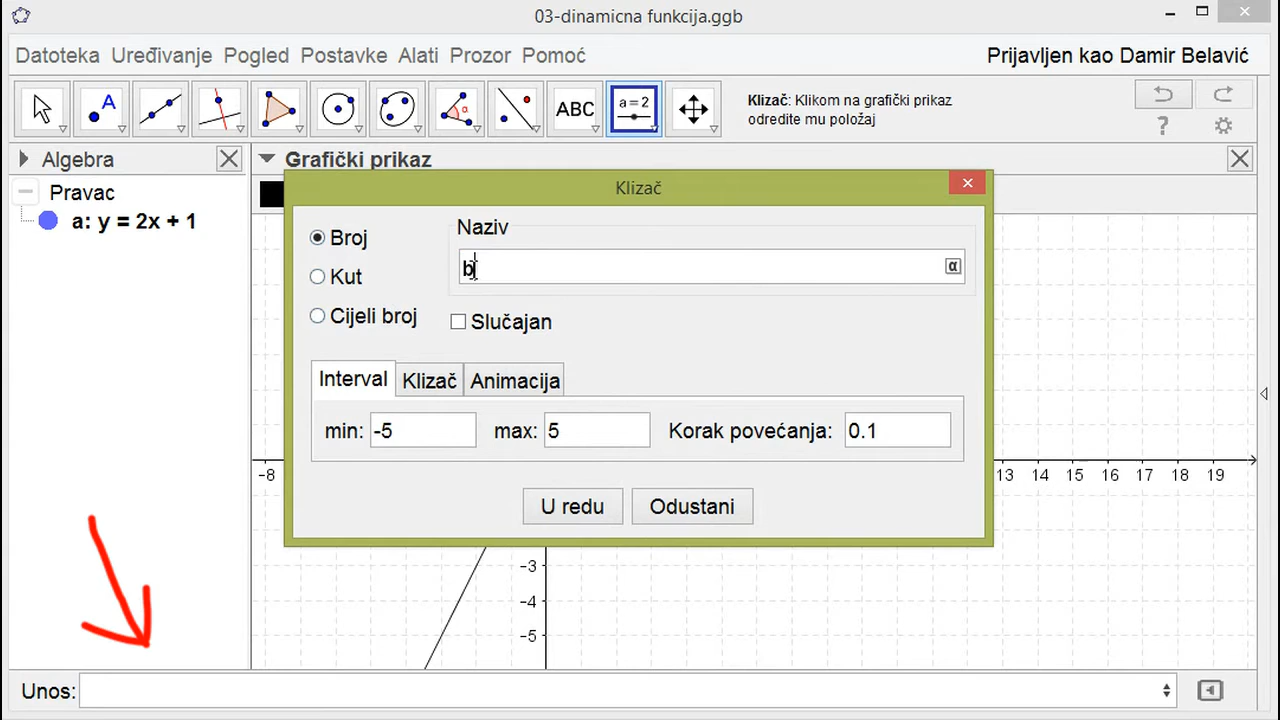 03-dinamicna funkcija.ggb
Datoteka Uređivanje Pogled Postavke Alati Prozor Pomoć
Prijavljen kao Damir Belavić
A
α
ABC
a = 2
Klizač: Klikom na grafički prikaz
odredite mu položaj
?
Algebra
Grafički prikaz
Pravac
a: y = 2x + 1
Klizač
Broj
Kut
Cijeli broj
Naziv
b
α
Slučajan
Interval Klizač Animacija
min: -5 max: 5 Korak povećanja: 0.1
U redu Odustani
-8 13 14 15 16 17 18 19
-3
-4
-5
Unos: